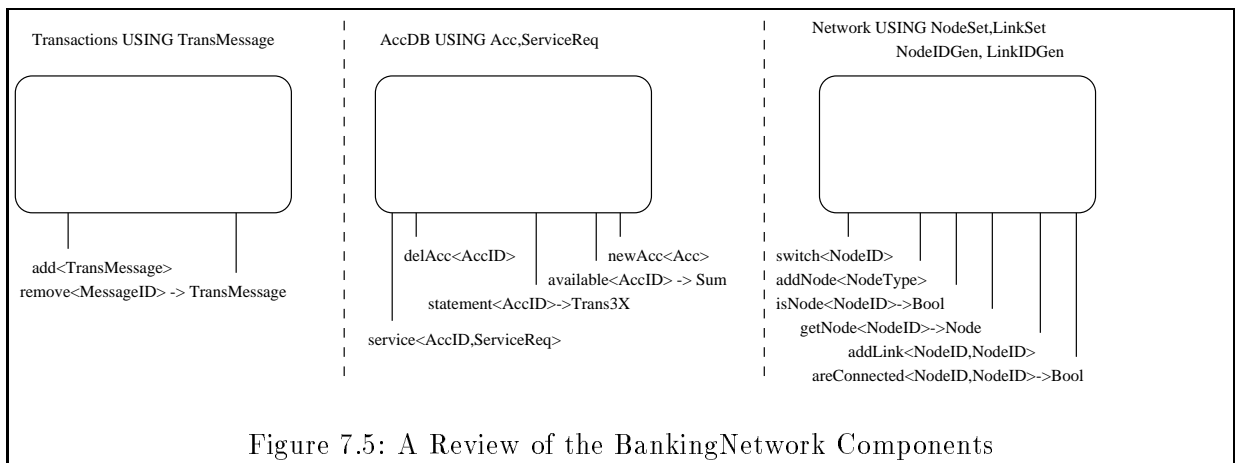 Transactions USING TransMessage
add<TransMessage>
remove<MessageID> -> TransMessage
AccDB USING Acc,ServiceReq
delAcc<AccID>
newAcc<Acc>
available<AccID> -> Sum
statement<AccID>->Trans3X
service<AccID,ServiceReq>
Network USING NodeSet,LinkSet
NodeIDGen, LinkIDGen
switch<NodeID>
addNode<NodeType>
isNode<NodeID>->Bool
getNode<NodeID>->Node
addLink<NodeID,NodeID>
areConnected<NodeID,NodeID>->Bool
Figure 7.5: A Review of the BankingNetwork Components